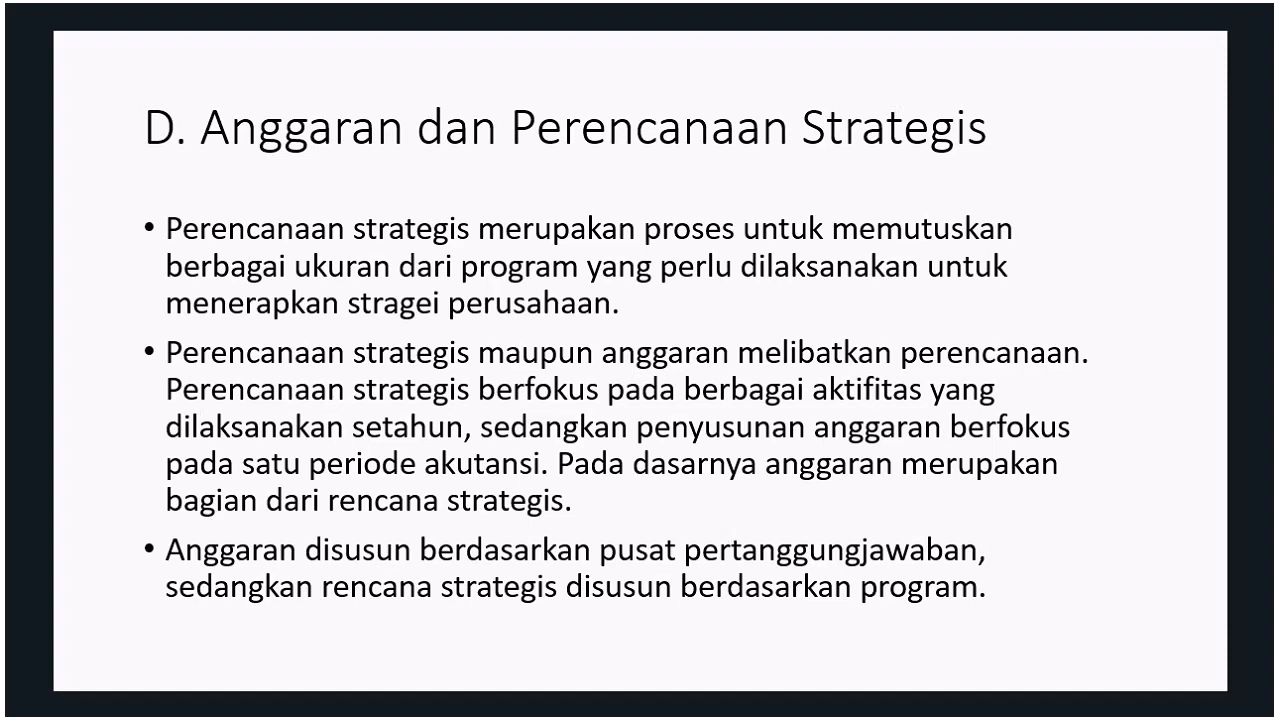 D. Anggaran dan Perencanaan Strategis
• Perencanaan strategis merupakan proses untuk memutuskan
berbagai ukuran dari program yang perlu dilaksanakan untuk
menerapkan stragei perusahaan.
• Perencanaan strategis maupun anggaran melibatkan perencanaan.
Perencanaan strategis berfokus pada berbagai aktifitas yang
dilaksanakan setahun, sedangkan penyusunan anggaran berfokus
pada satu periode akutansi. Pada dasarnya anggaran merupakan
bagian dari rencana strategis.
• Anggaran disusun berdasarkan pusat pertanggungjawaban,
sedangkan rencana strategis disusun berdasarkan program.